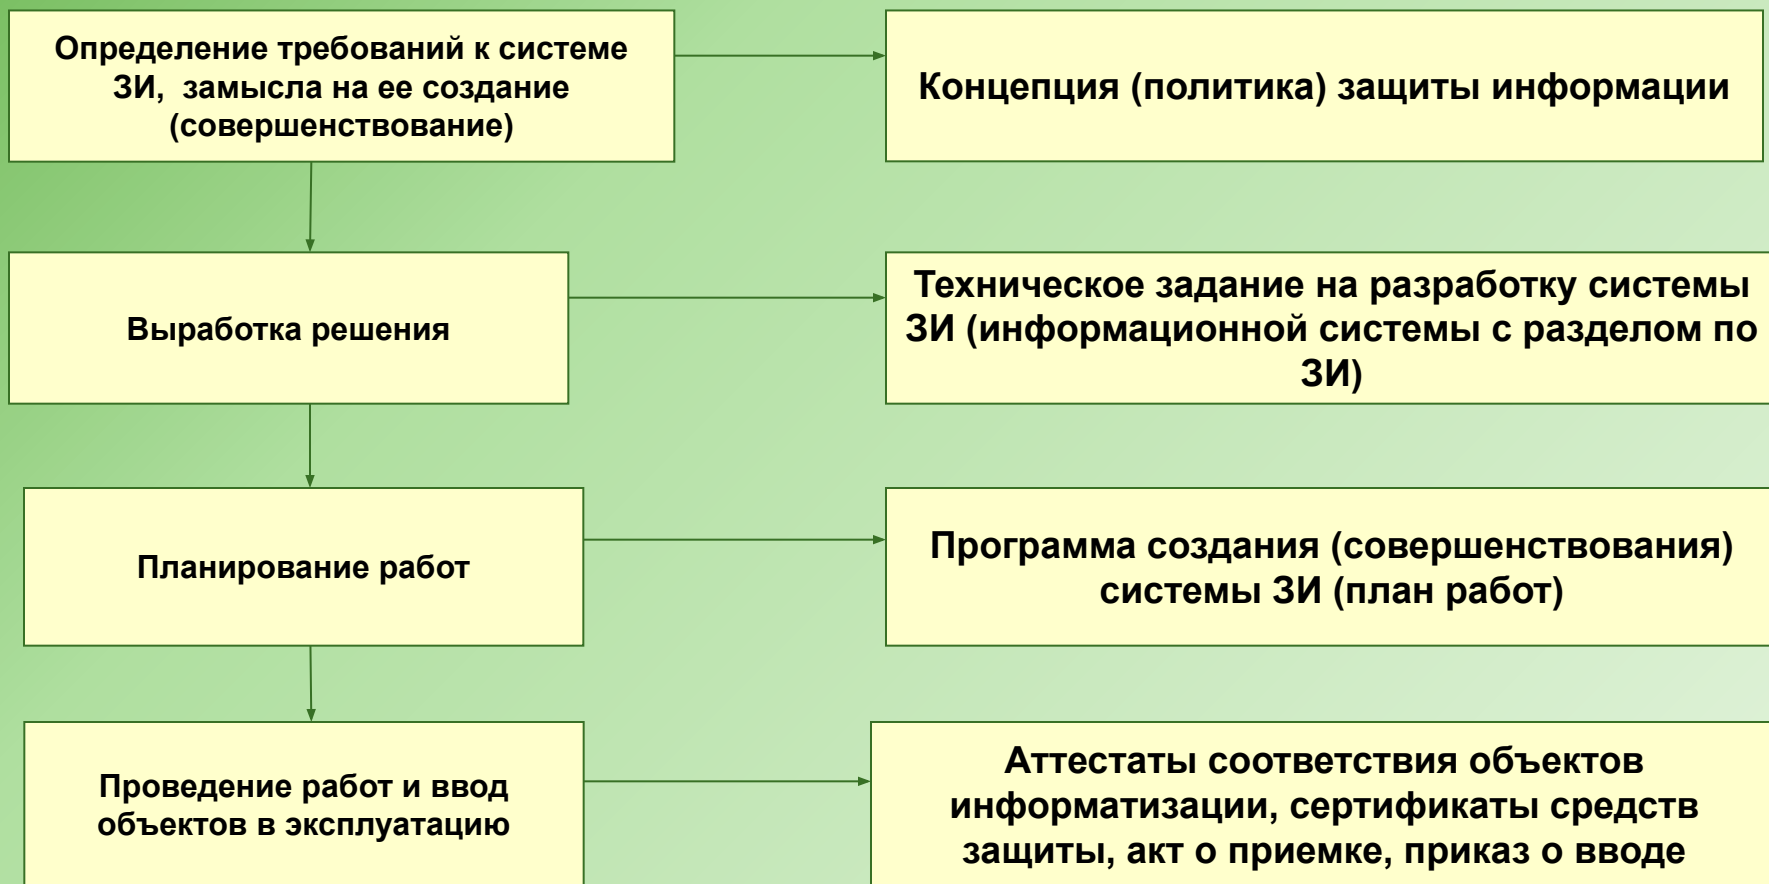 Определение требований к системе
ЗИ, замысла на ее создание
(совершенствование)
Концепция (политика) защиты информации
Выработка решения
Техническое задание на разработку системы
ЗИ (информационной системы с разделом по
ЗИ)
Планирование работ
Программа создания (совершенствования)
системы ЗИ (план работ)
Проведение работ и ввод
объектов в эксплуатацию
Аттестаты соответствия объектов
информатизации, сертификаты средств
защиты, акт о приемке, приказ о вводе